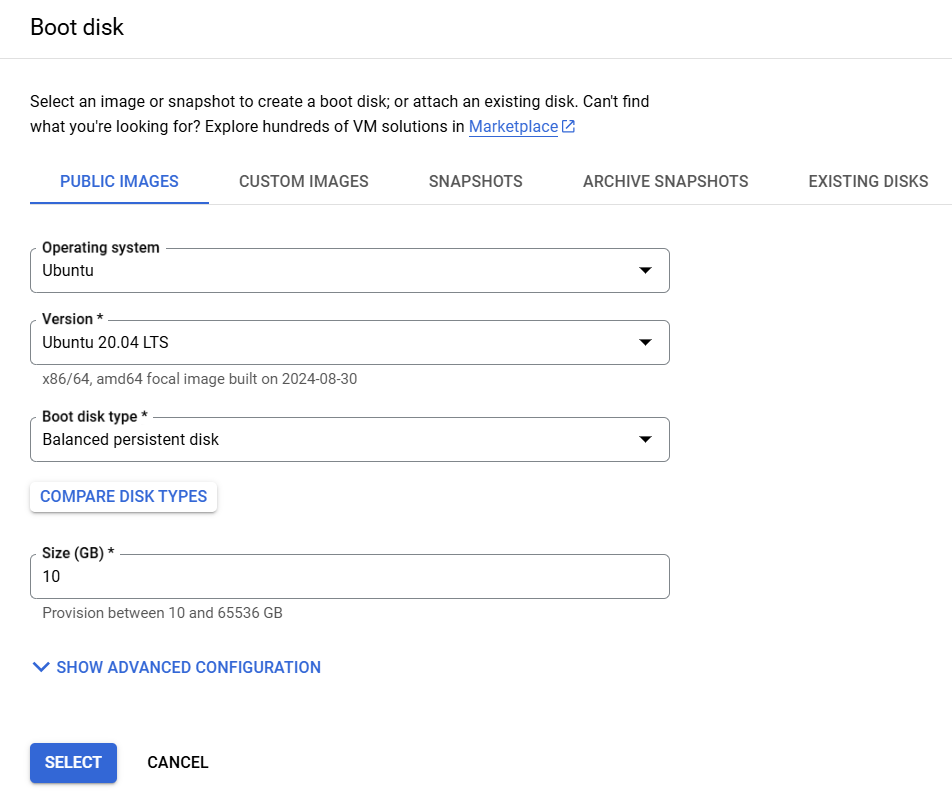 Boot disk
Select an image or snapshot to create a boot disk; or attach an existing disk. Can't find
what you're looking for? Explore hundreds of VM solutions in Marketplace
PUBLIC IMAGES CUSTOM IMAGES SNAPSHOTS ARCHIVE SNAPSHOTS EXISTING DISKS
Operating system
Ubuntu
Version *
Ubuntu 20.04 LTS
x86/64, amd64 focal image built on 2024-08-30
Boot disk type *
Balanced persistent disk
COMPARE DISK TYPES
Size (GB) *
10
Provision between 10 and 65536 GB
SHOW ADVANCED CONFIGURATION
SELECT CANCEL